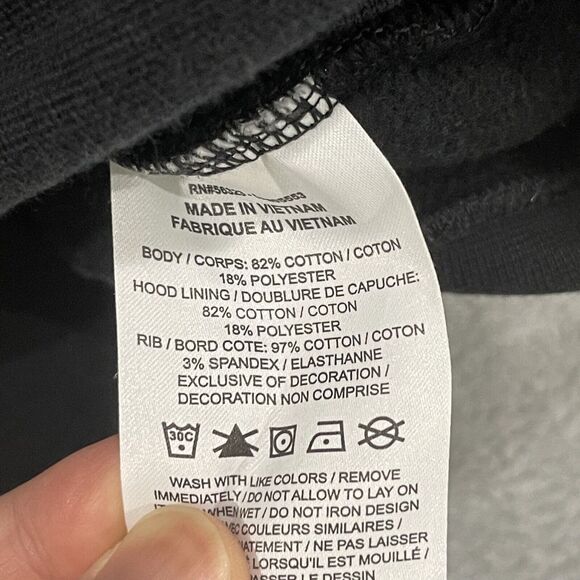 MADE IN VIETNAM
FABRIQUE AU VIETNAM
BODY / CORPS: 82% COTTON / COTON
18% POLYESTER
HOOD LINING / DOUBLURE DE CAPUCHE:
82% COTTON / COTON
18% POLYESTER
RIB / BORD COTE: 97% COTTON / COTON
3% SPANDEX / ELASTHANNE
EXCLUSIVE OF DECORATION /
DECORATION NON COMPRISE
30C
WASH WITH LIKE COLORS / REMOVE
IMMEDIATELY / DO NOT ALLOW TO LAY ON
WHEN WET / DO NOT IRON DESIGN
COULEURS SIMILAIRES /
/ NE PAS LAISSER
LORSQU'IL EST MOUILLÉ /
LE DESSIN